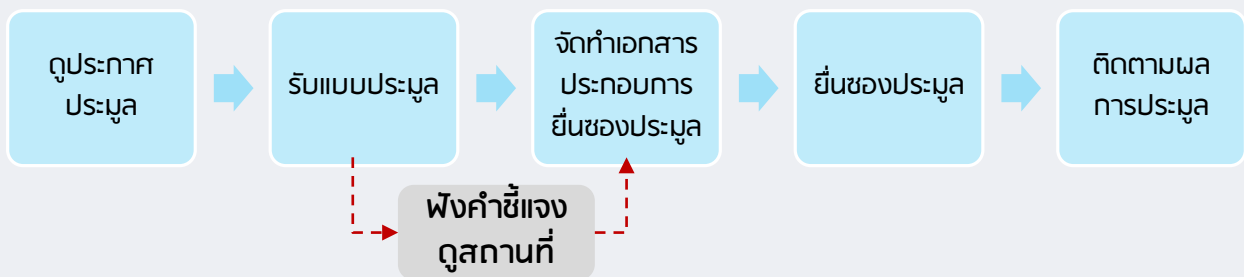 ดูประกาศ
ประมูล
รับแบบประมูล
จัดทำเอกสาร
ประกอบการ
ยื่นซองประมูล
ยื่นซองประมูล
ติดตามผล
การประมูล
ฟังคำชี้แจง
ดูสถานที่